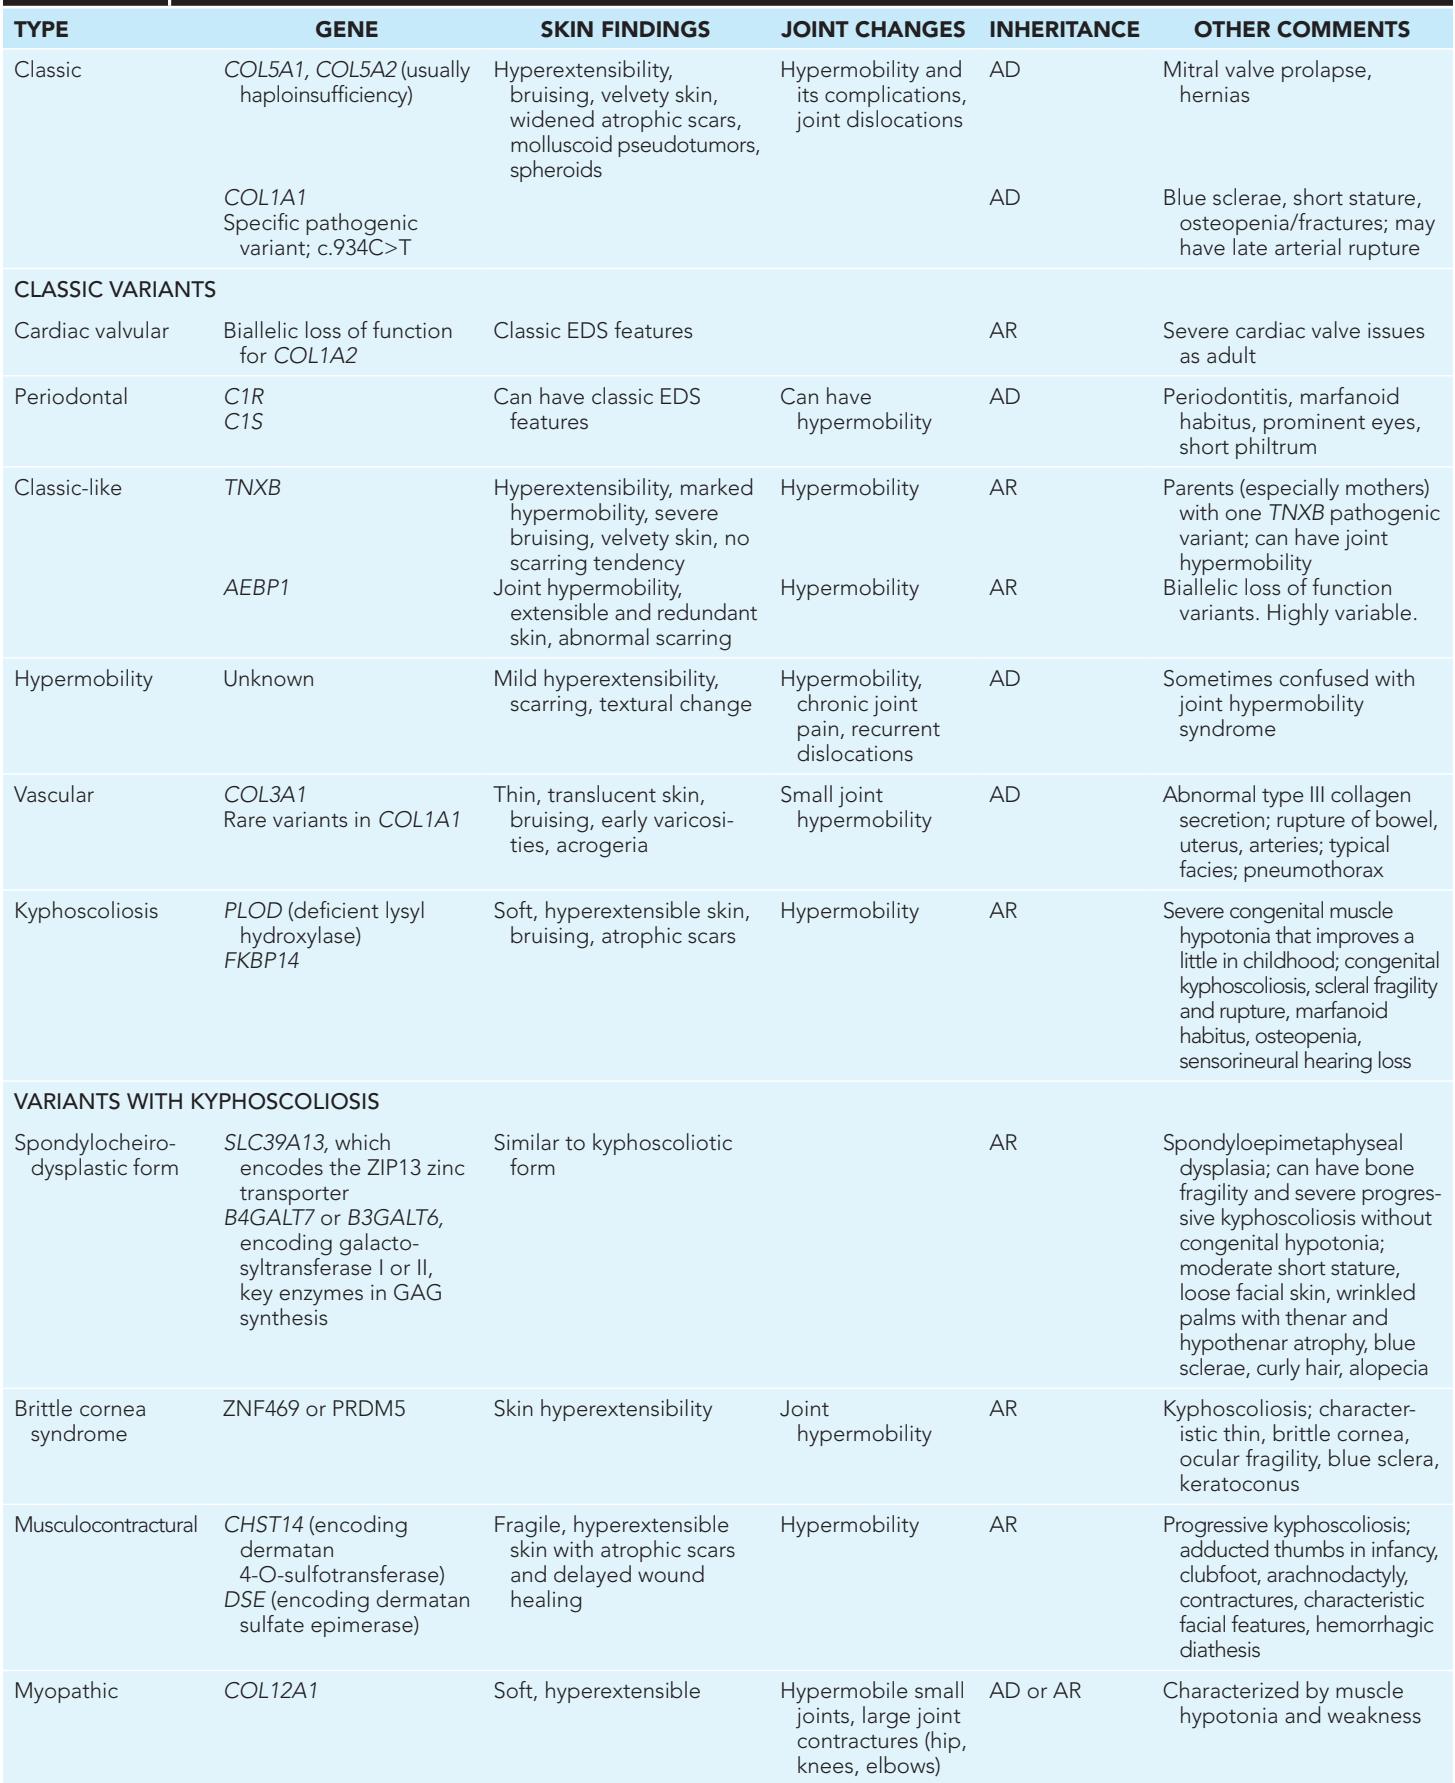 TYPE GENE SKIN FINDINGS JOINT CHANGES INHERITANCE OTHER COMMENTS
Classic COL5A1, COL5A2 (usually Hyperextensibility, Hypermobility and AD Mitral valve prolapse,
haploinsufficiency) bruising, velvety skin, its complications, hernias
widened atrophic scars, joint dislocations
molluscoid pseudotumors,
spheroids
COL1A1 AD Blue sclerae, short stature,
Specific pathogenic osteopenia/fractures; may
variant; c.934C>T have late arterial rupture
CLASSIC VARIANTS
Cardiac valvular Biallelic loss of function Classic EDS features AR Severe cardiac valve issues
for COL1A2 as adult
Periodontal C1R Can have classic EDS Can have AD Periodontitis, marfanoid
C1S features hypermobility habitus, prominent eyes,
short philtrum
Classic-like TNXB Hyperextensibility, marked Hypermobility AR Parents (especially mothers)
hypermobility, severe with one TNXB pathogenic
bruising, velvety skin, no variant; can have joint
scarring tendency hypermobility
AEBP1 Joint hypermobility, Hypermobility AR Biallelic loss of function
extensible and redundant variants. Highly variable.
skin, abnormal scarring
Hypermobility Unknown Mild hyperextensibility, Hypermobility, AD Sometimes confused with
scarring, textural change chronic joint joint hypermobility
pain, recurrent syndrome
dislocations
Vascular COL3A1 Thin, translucent skin, Small joint AD Abnormal type III collagen
Rare variants in COL1A1 bruising, early varicosi- hypermobility secretion; rupture of bowel,
ties, acrogeria uterus, arteries; typical
facies; pneumothorax
Kyphoscoliosis PLOD (deficient lysyl Soft, hyperextensible skin, Hypermobility AR Severe congenital muscle
hydroxylase) bruising, atrophic scars hypotonia that improves a
FKBP14 little in childhood; congenital
kyphoscoliosis, scleral fragility
and rupture, marfanoid
habitus, osteopenia,
sensorineural hearing loss
VARIANTS WITH KYPHOSCOLIOSIS
Spondylocheiro- SLC39A13, which Similar to kyphoscoliotic AR Spondyloepimetaphyseal
dysplastic form encodes the ZIP13 zinc form dysplasia; can have bone
transporter fragility and severe progres-
B4GALT7 or B3GALT6, sive kyphoscoliosis without
encoding galacto- congenital hypotonia;
syltransferase I or II, moderate short stature,
key enzymes in GAG loose facial skin, wrinkled
synthesis palms with thenar and
hypothenar atrophy, blue
sclerae, curly hair, alopecia
Brittle cornea ZNF469 or PRDM5 Skin hyperextensibility Joint AR Kyphoscoliosis; character-
syndrome hypermobility istic thin, brittle cornea,
ocular fragility, blue sclera,
keratoconus
Musculocontractural CHST14 (encoding Fragile, hyperextensible Hypermobility AR Progressive kyphoscoliosis;
dermatan skin with atrophic scars adducted thumbs in infancy,
4-O-sulfotransferase) and delayed wound clubfoot, arachnodactyly,
DSE (encoding dermatan healing contractures, characteristic
sulfate epimerase) facial features, hemorrhagic
diathesis
Myopathic COL12A1 Soft, hyperextensible Hypermobile small AD or AR Characterized by muscle
joints, large joint hypotonia and weakness
contractures (hip,
knees, elbows)